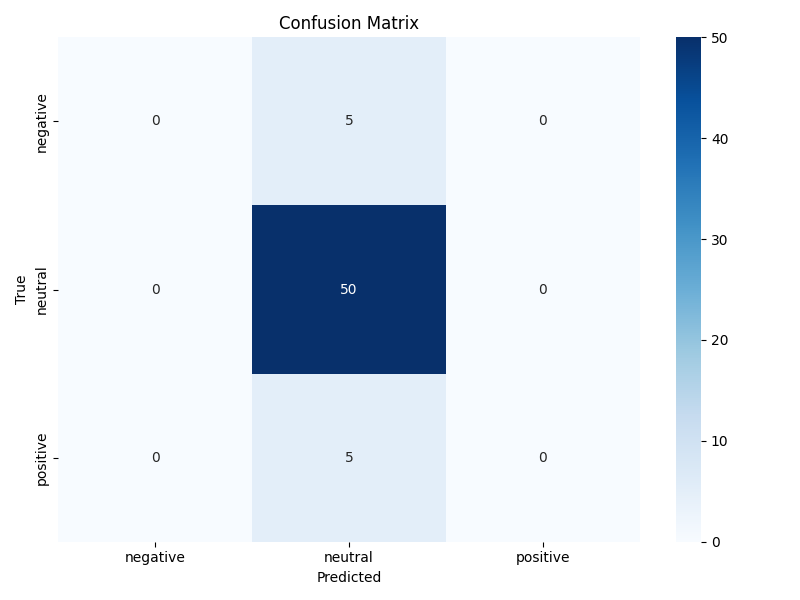 Confusion Matrix
True
negative
0 5 0
neutral
0 50 0
positive
0 5 0
negative neutral positive
Predicted
50
40
30
20
10
0